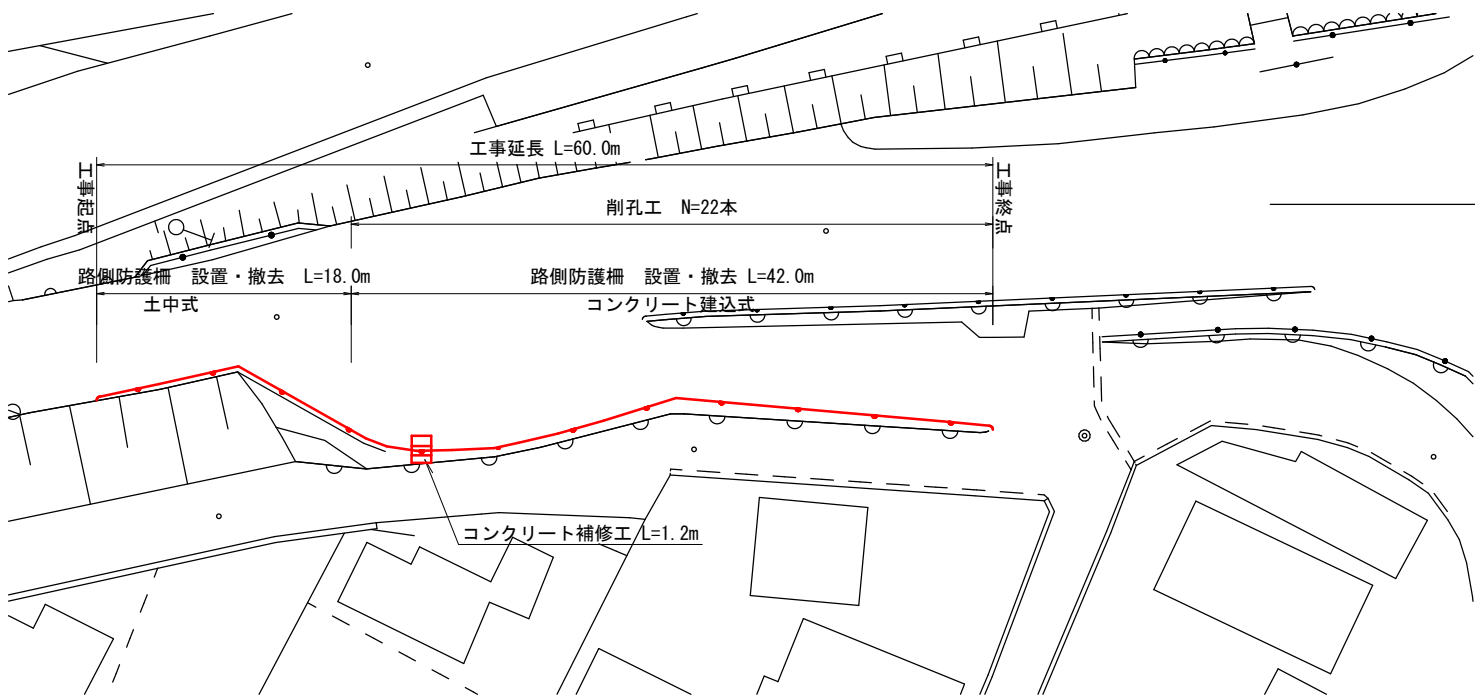 工事延長 L=60.0m
工事起点
工事終点
削孔工 N=22本
路側防護柵 設置・撤去 L=18.0m
土中式
路側防護柵 設置・撤去 L=42.0m
コンクリート建込式
コンクリート補修工 L=1.2m